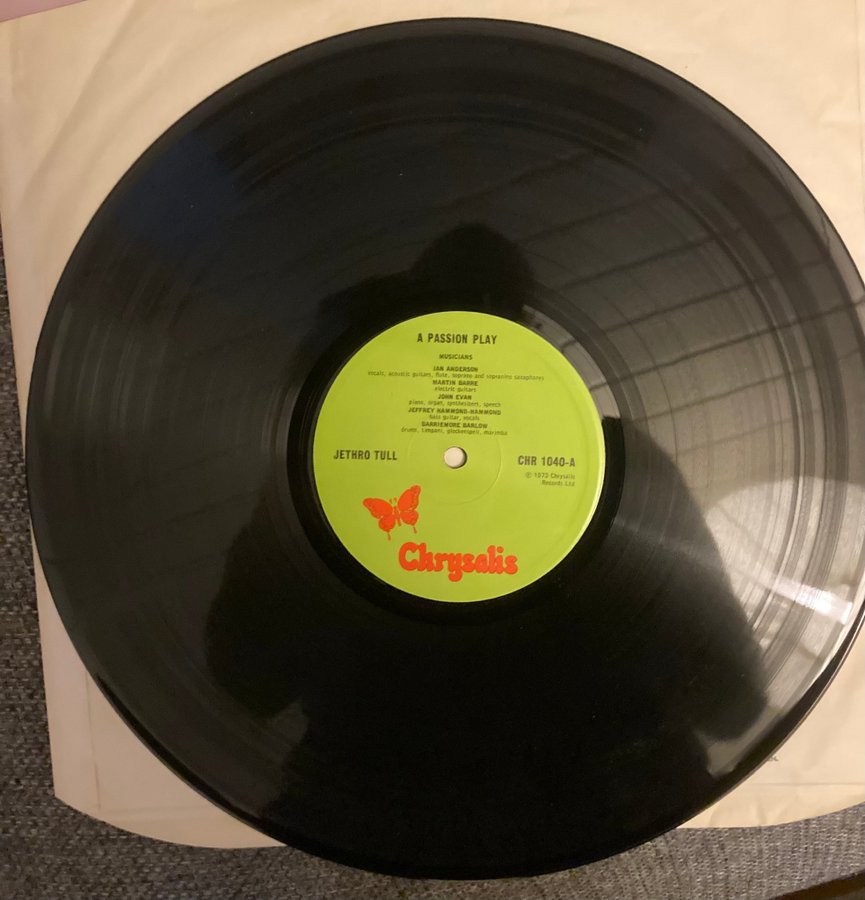 A PASSION PLAY
MUSICIANS
IAN ANDERSON
vocals, acoustic guitars, flute, soprano and sopranino saxophones
MARTIN BARRE
electric guitars
JOHN EVAN
piano, organ, synthesizers, speech
JEFFREY HAMMOND-HAMMOND
bass guitar, vocals
BARRIEMORE BARLOW
drums, timpani, glockenspiel, marimba
JETHRO TULL
CHR 1040-A
℗ 1973 Chrysalis
Records Ltd
Chrysalis